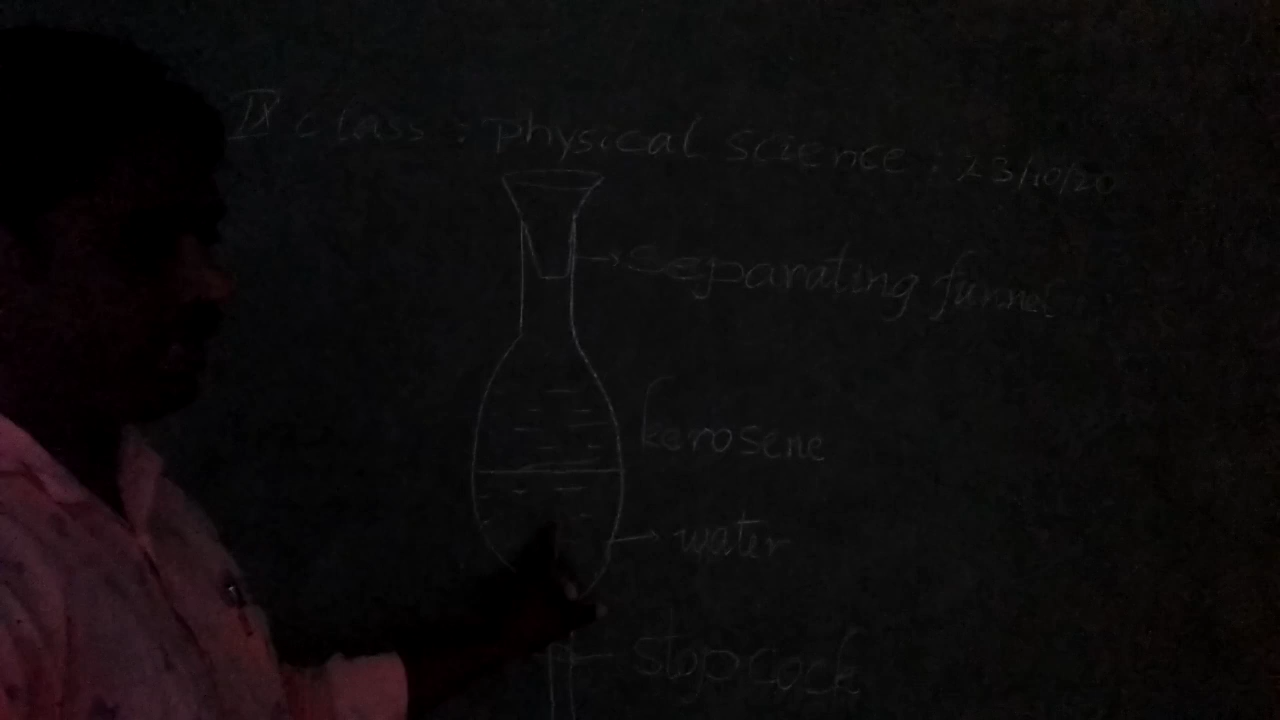 IX class : physical science : 23/10/20
separating funnel
kerosene
water
Stop cock